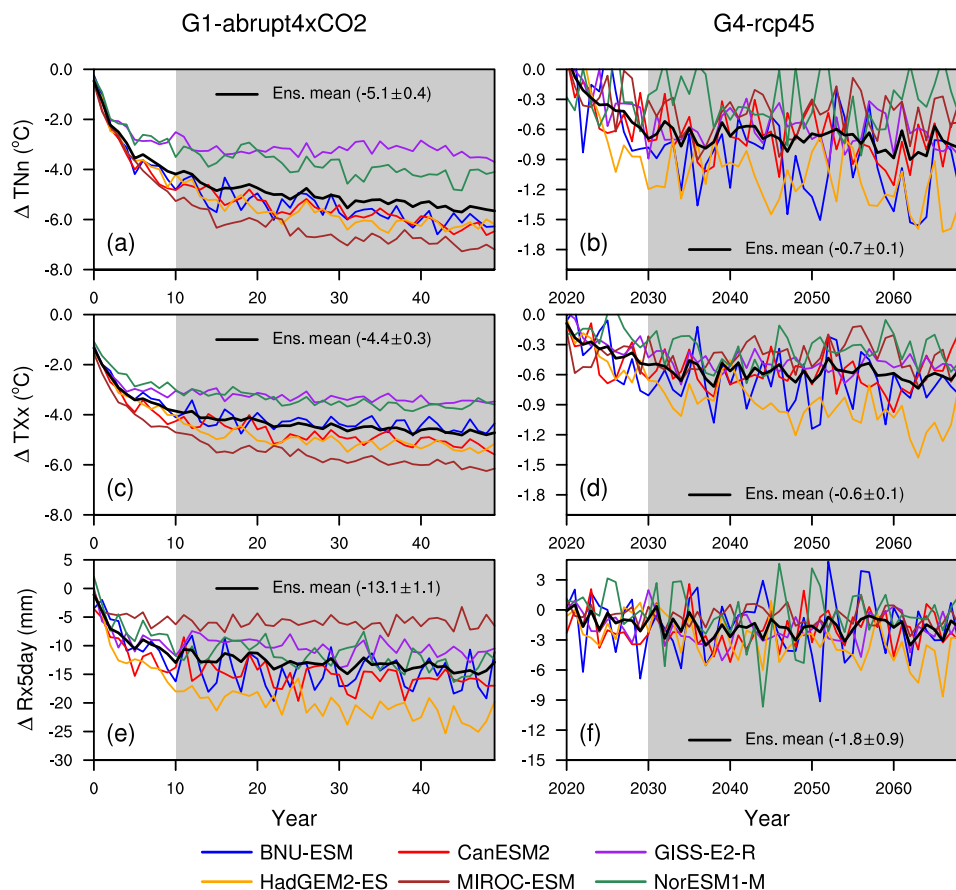 G1-abrupt4xCO2
G4-rcp45
Δ TNn (°C)
0.0
-2.0
-4.0
-6.0
-8.0
Ens. mean (-5.1±0.4)
(a)
0 10 20 30 40
0.0
-0.3
-0.6
-0.9
-1.2
-1.5
-1.8
Ens. mean (-0.7±0.1)
(b)
2020 2030 2040 2050 2060
Δ TXx (°C)
0.0
-2.0
-4.0
-6.0
-8.0
Ens. mean (-4.4±0.3)
(c)
0 10 20 30 40
0.0
-0.3
-0.6
-0.9
-1.2
-1.5
-1.8
Ens. mean (-0.6±0.1)
(d)
2020 2030 2040 2050 2060
Δ Rx5day (mm)
5
0
-5
-10
-15
-20
-25
-30
Ens. mean (-13.1±1.1)
(e)
0 10 20 30 40
Year
3
0
-3
-6
-9
-12
-15
Ens. mean (-1.8±0.9)
(f)
2020 2030 2040 2050 2060
Year
BNU-ESM CanESM2 GISS-E2-R
HadGEM2-ES MIROC-ESM NorESM1-M